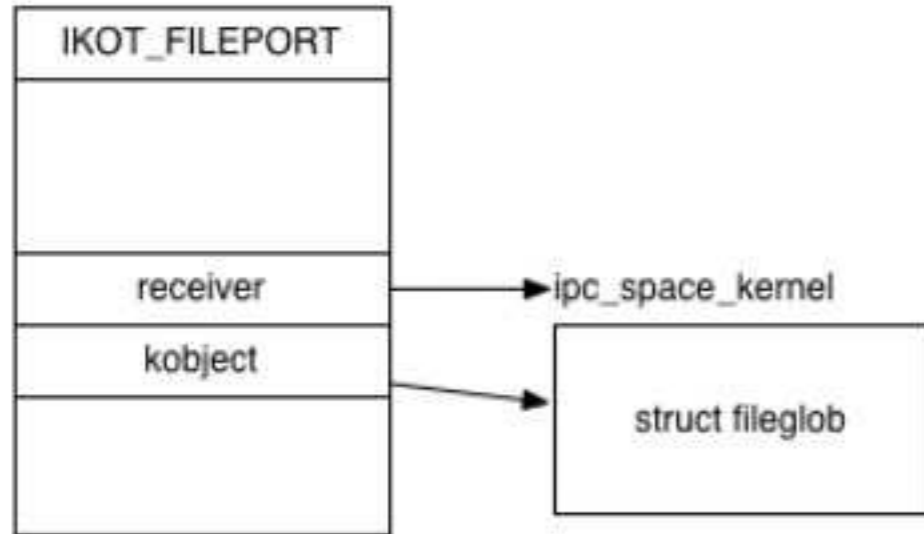 IKOT_FILEPORT
receiver
ipc_space_kernel
kobject
struct fileglob